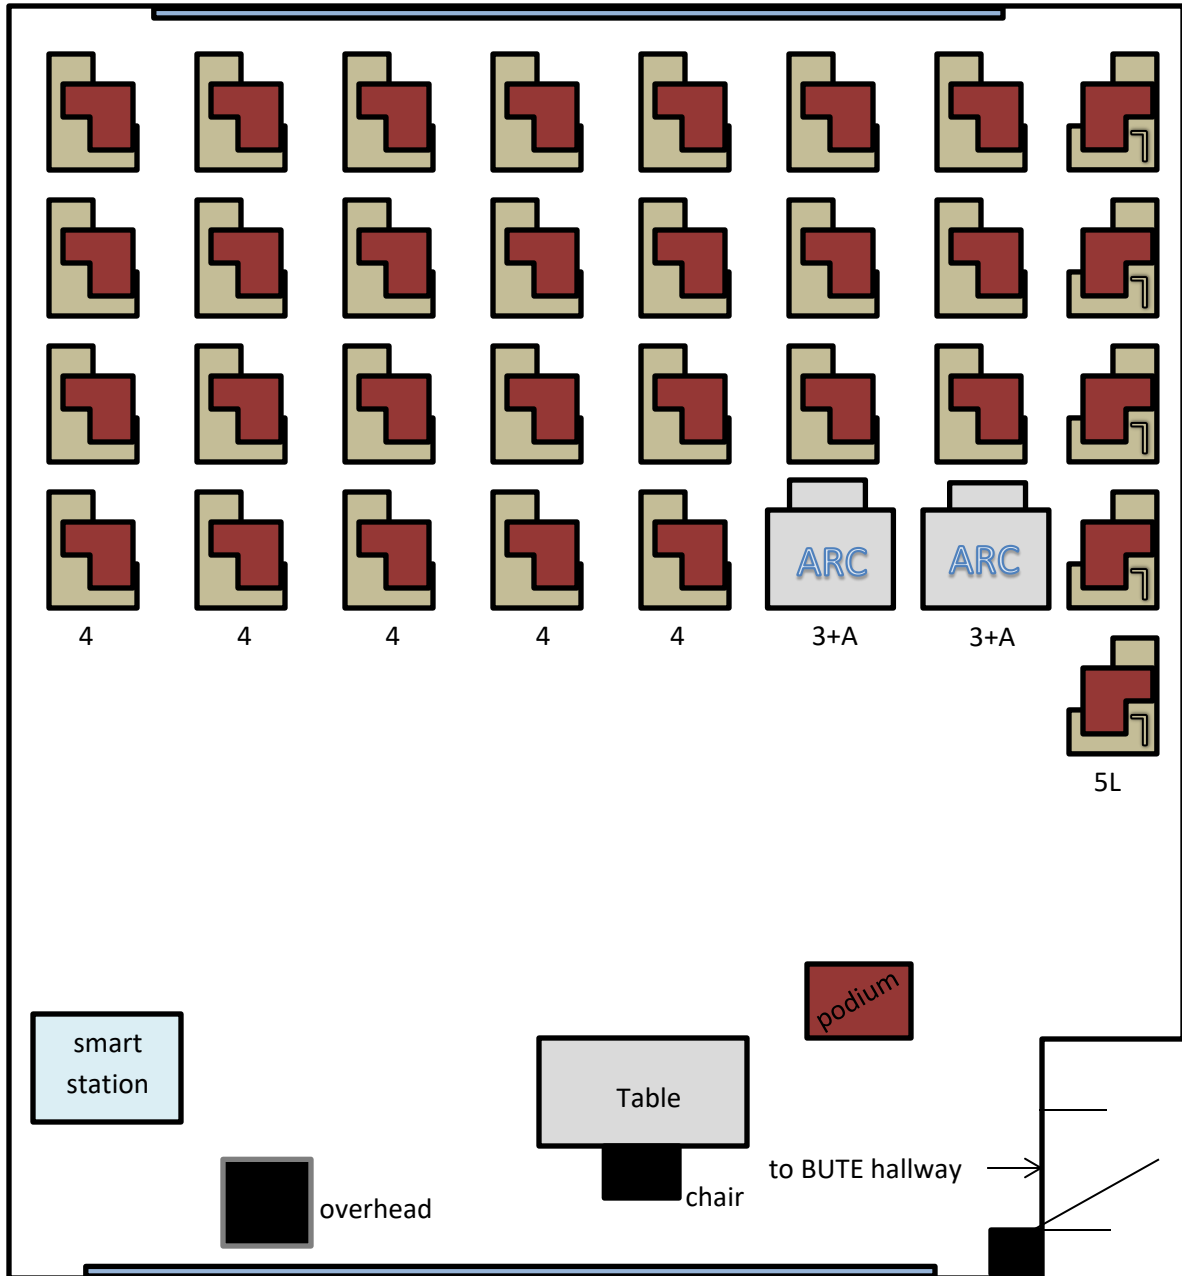 ARC
ARC
4
4
4
4
4
3+A
3+A
5L
podium
smart
station
Table
to BUTE hallway
chair
overhead